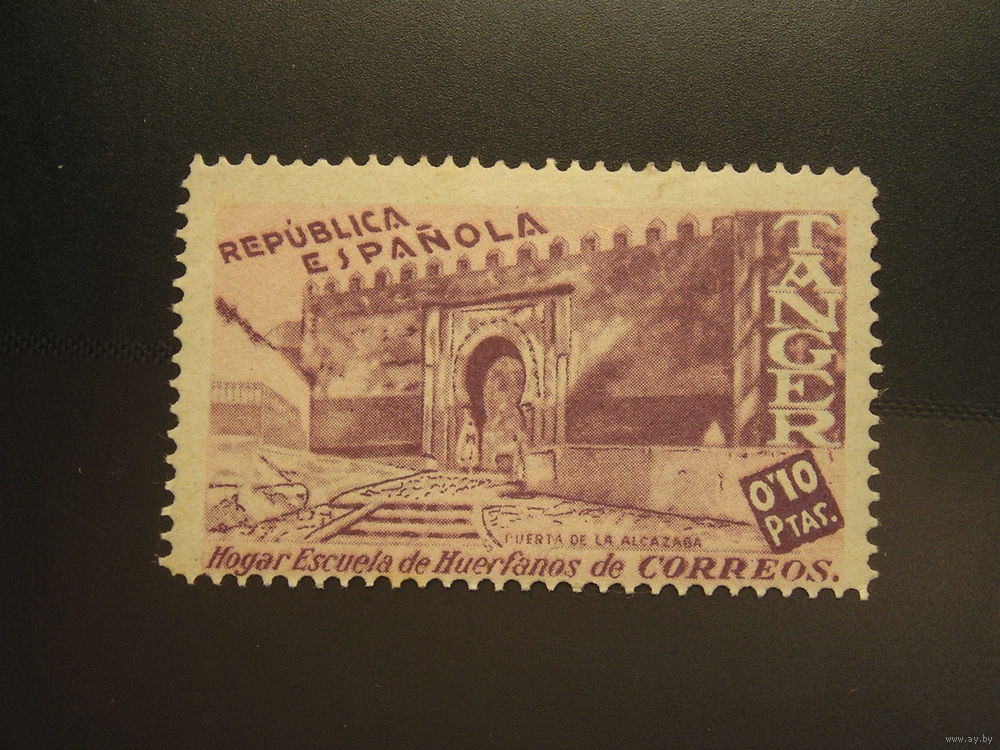 REPÚBLICA
ESPAÑOLA
TANGER
0'10
PTAS.
PUERTA DE LA ALCAZABA
Hogar Escuela de Huerfanos de CORREOS.
www.ay.by